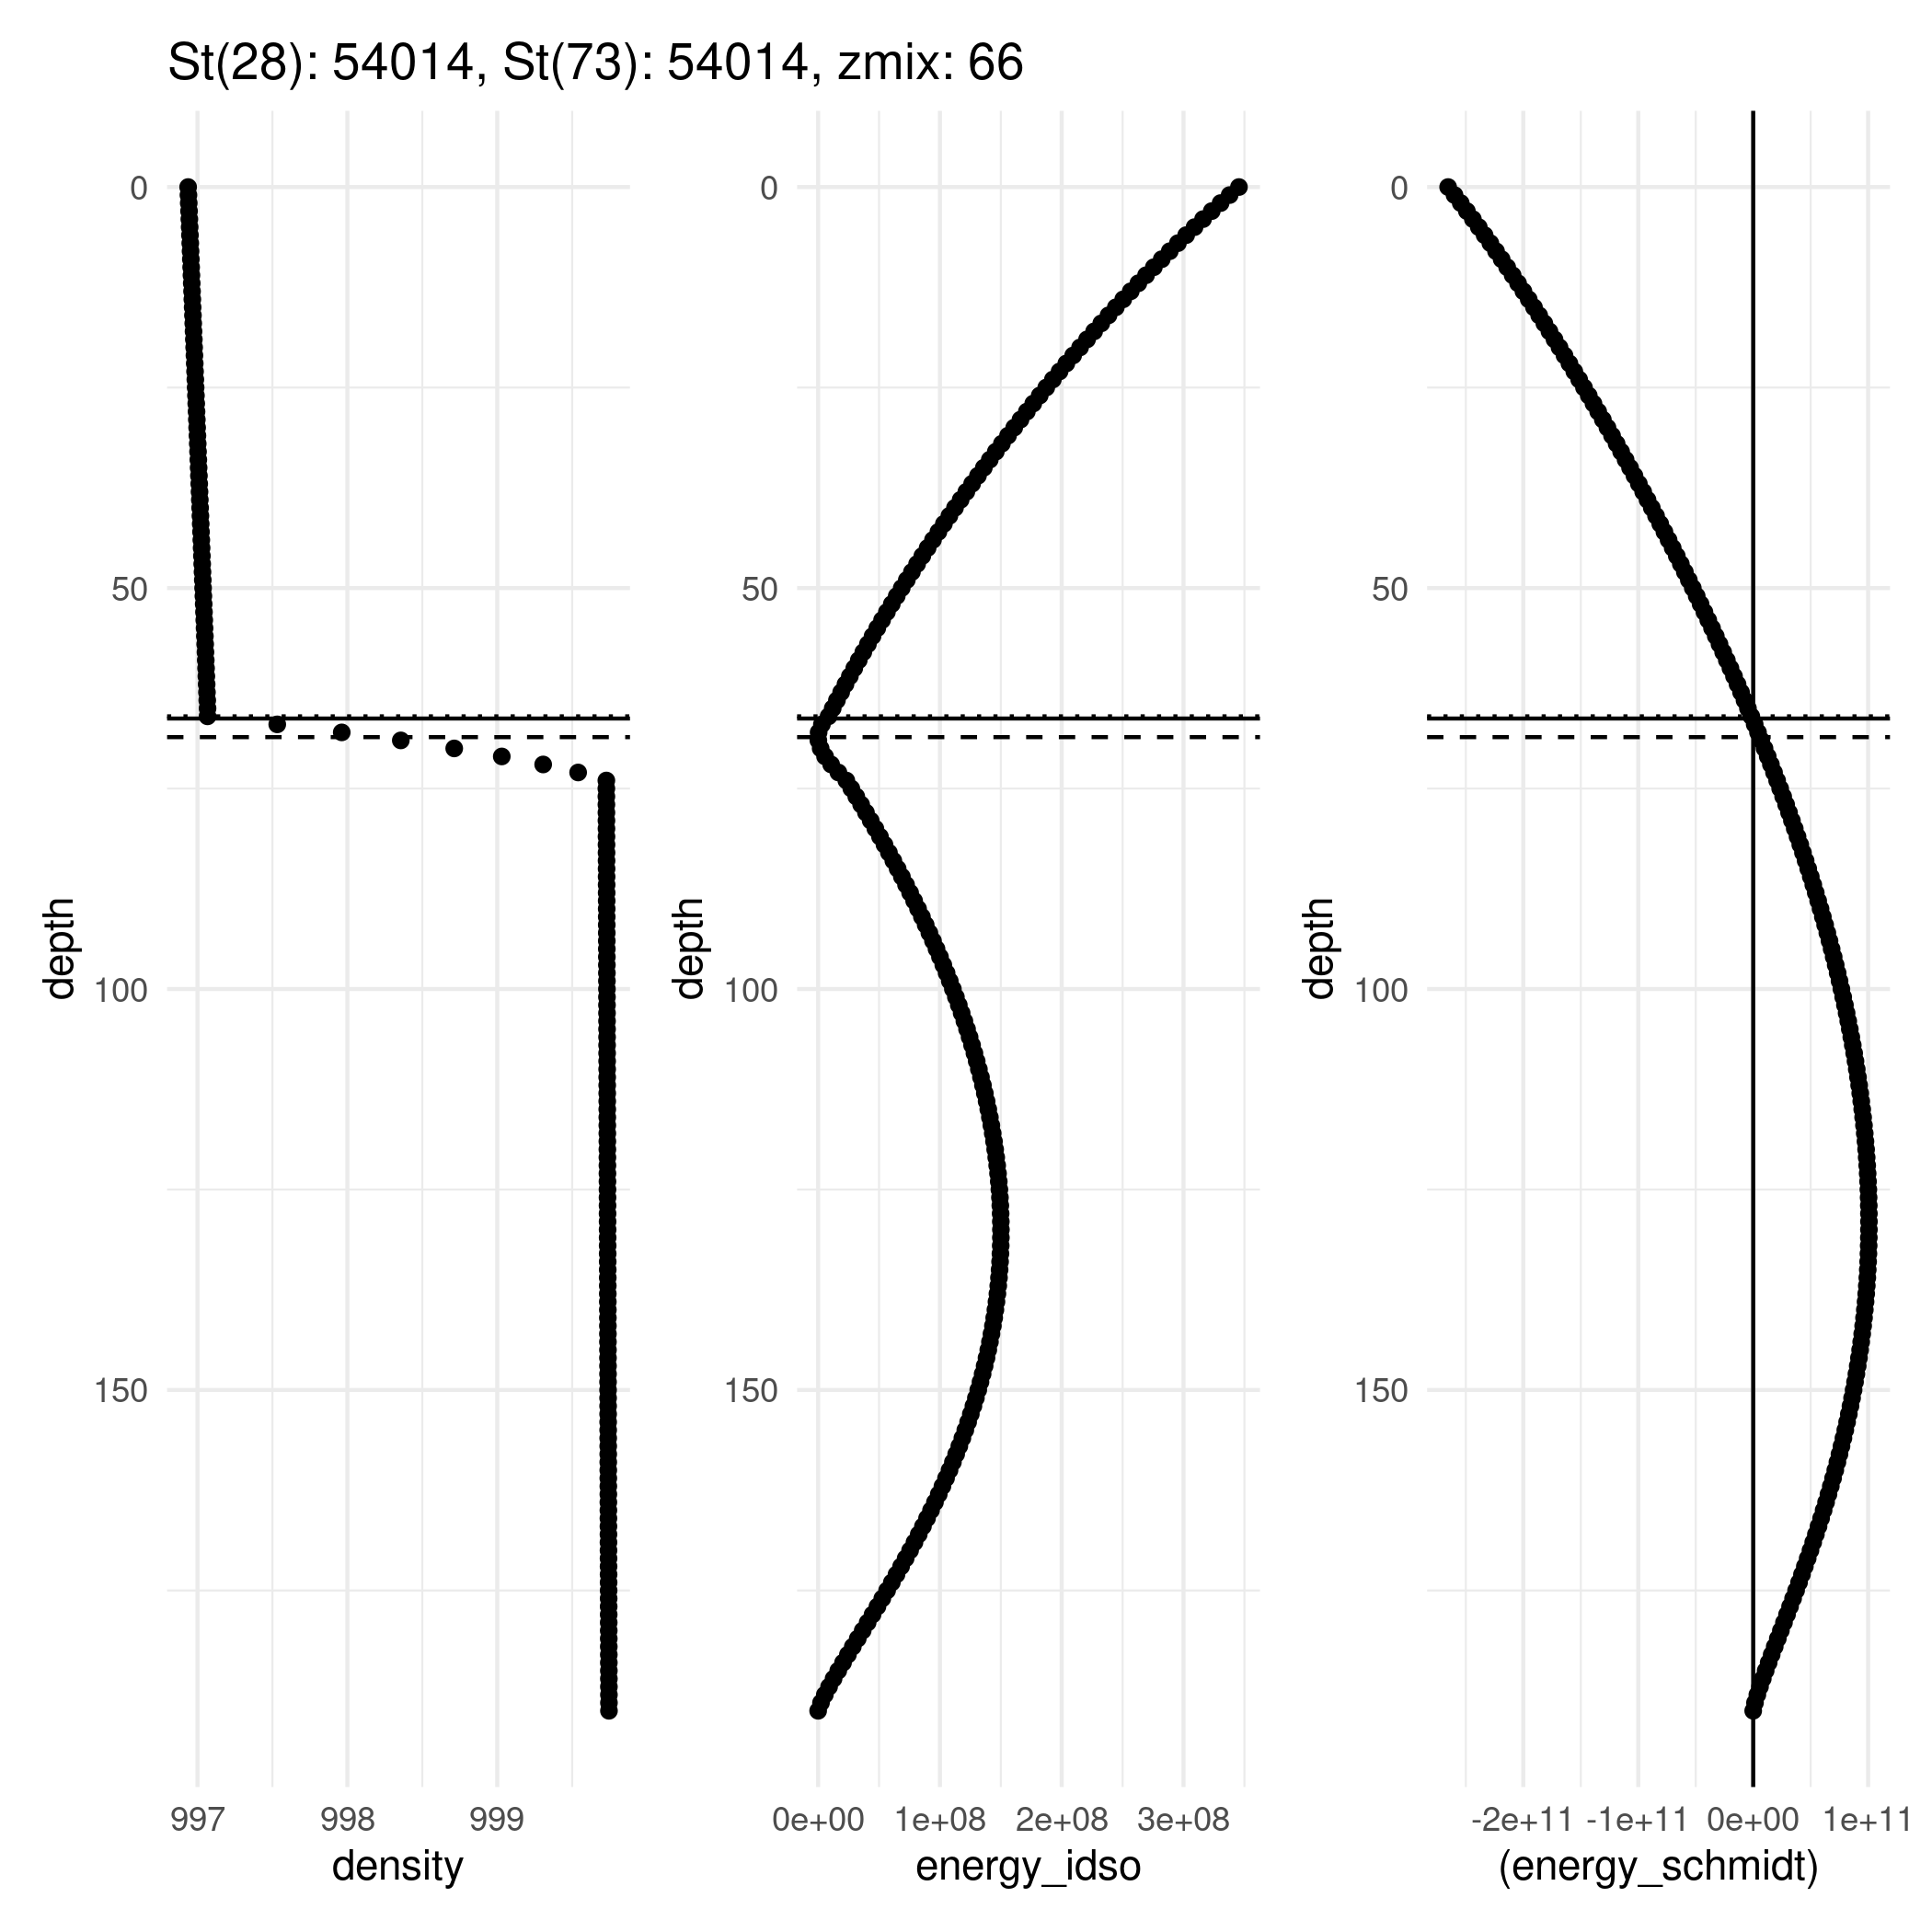 St(28): 54014, St(73): 54014, zmix: 66
0
50
100
150
depth
997 998 999
density
0
50
100
150
depth
0e+00 1e+08 2e+08 3e+08
energy_idso
0
50
100
150
depth
-2e+11 -1e+11 0e+00 1e+11
(energy_schmidt)